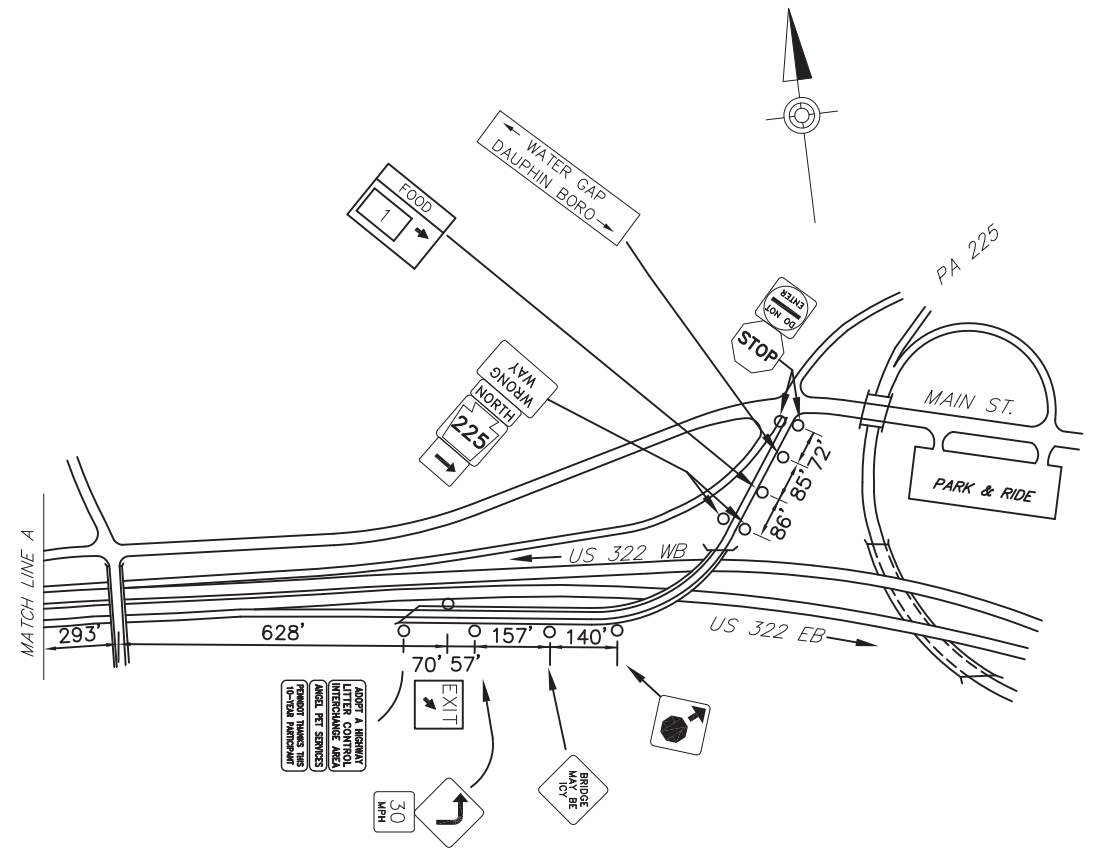 WATER GAP
DAUPHIN BORO
FOOD
1
PA 225
DO NOT
ENTER
STOP
WRONG
WAY
NORTH
225
MAIN ST.
PARK & RIDE
72'
85'
86'
MATCH LINE A
US 322 WB
US 322 EB
293'
628'
157'
140'
70'
57'
EXIT
ADOPT A HIGHWAY
LITTER CONTROL
INTERCHANGE AREA
ANGEL PET SERVICES
PENNDOT THANKS THIS
10-YEAR PARTICIPANT
30
MPH
BRIDGE
MAY BE
ICY